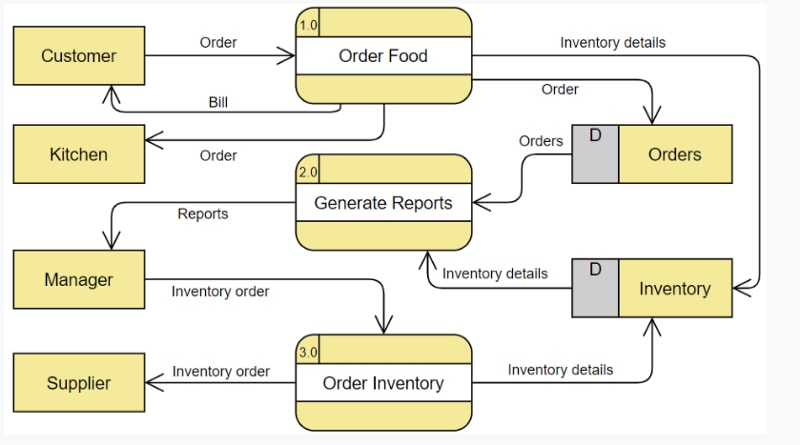 1.0
Customer
Order
Order Food
Inventory details
Bill
Order
Kitchen
Order
Orders
D
Orders
2.0
Generate Reports
Reports
Manager
Inventory order
Inventory details
D
Inventory
3.0
Supplier
Inventory order
Order Inventory
Inventory details